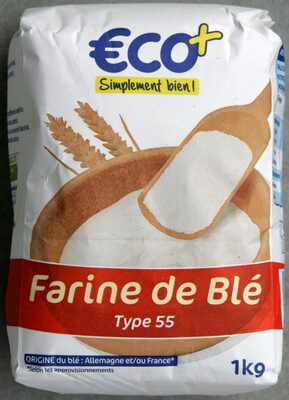 €CO+
Simplement bien!
Farine de Blé
Type 55
ORIGINE du blé : Allemagne et/ou France*
*Selon les approvisionnements
1kg